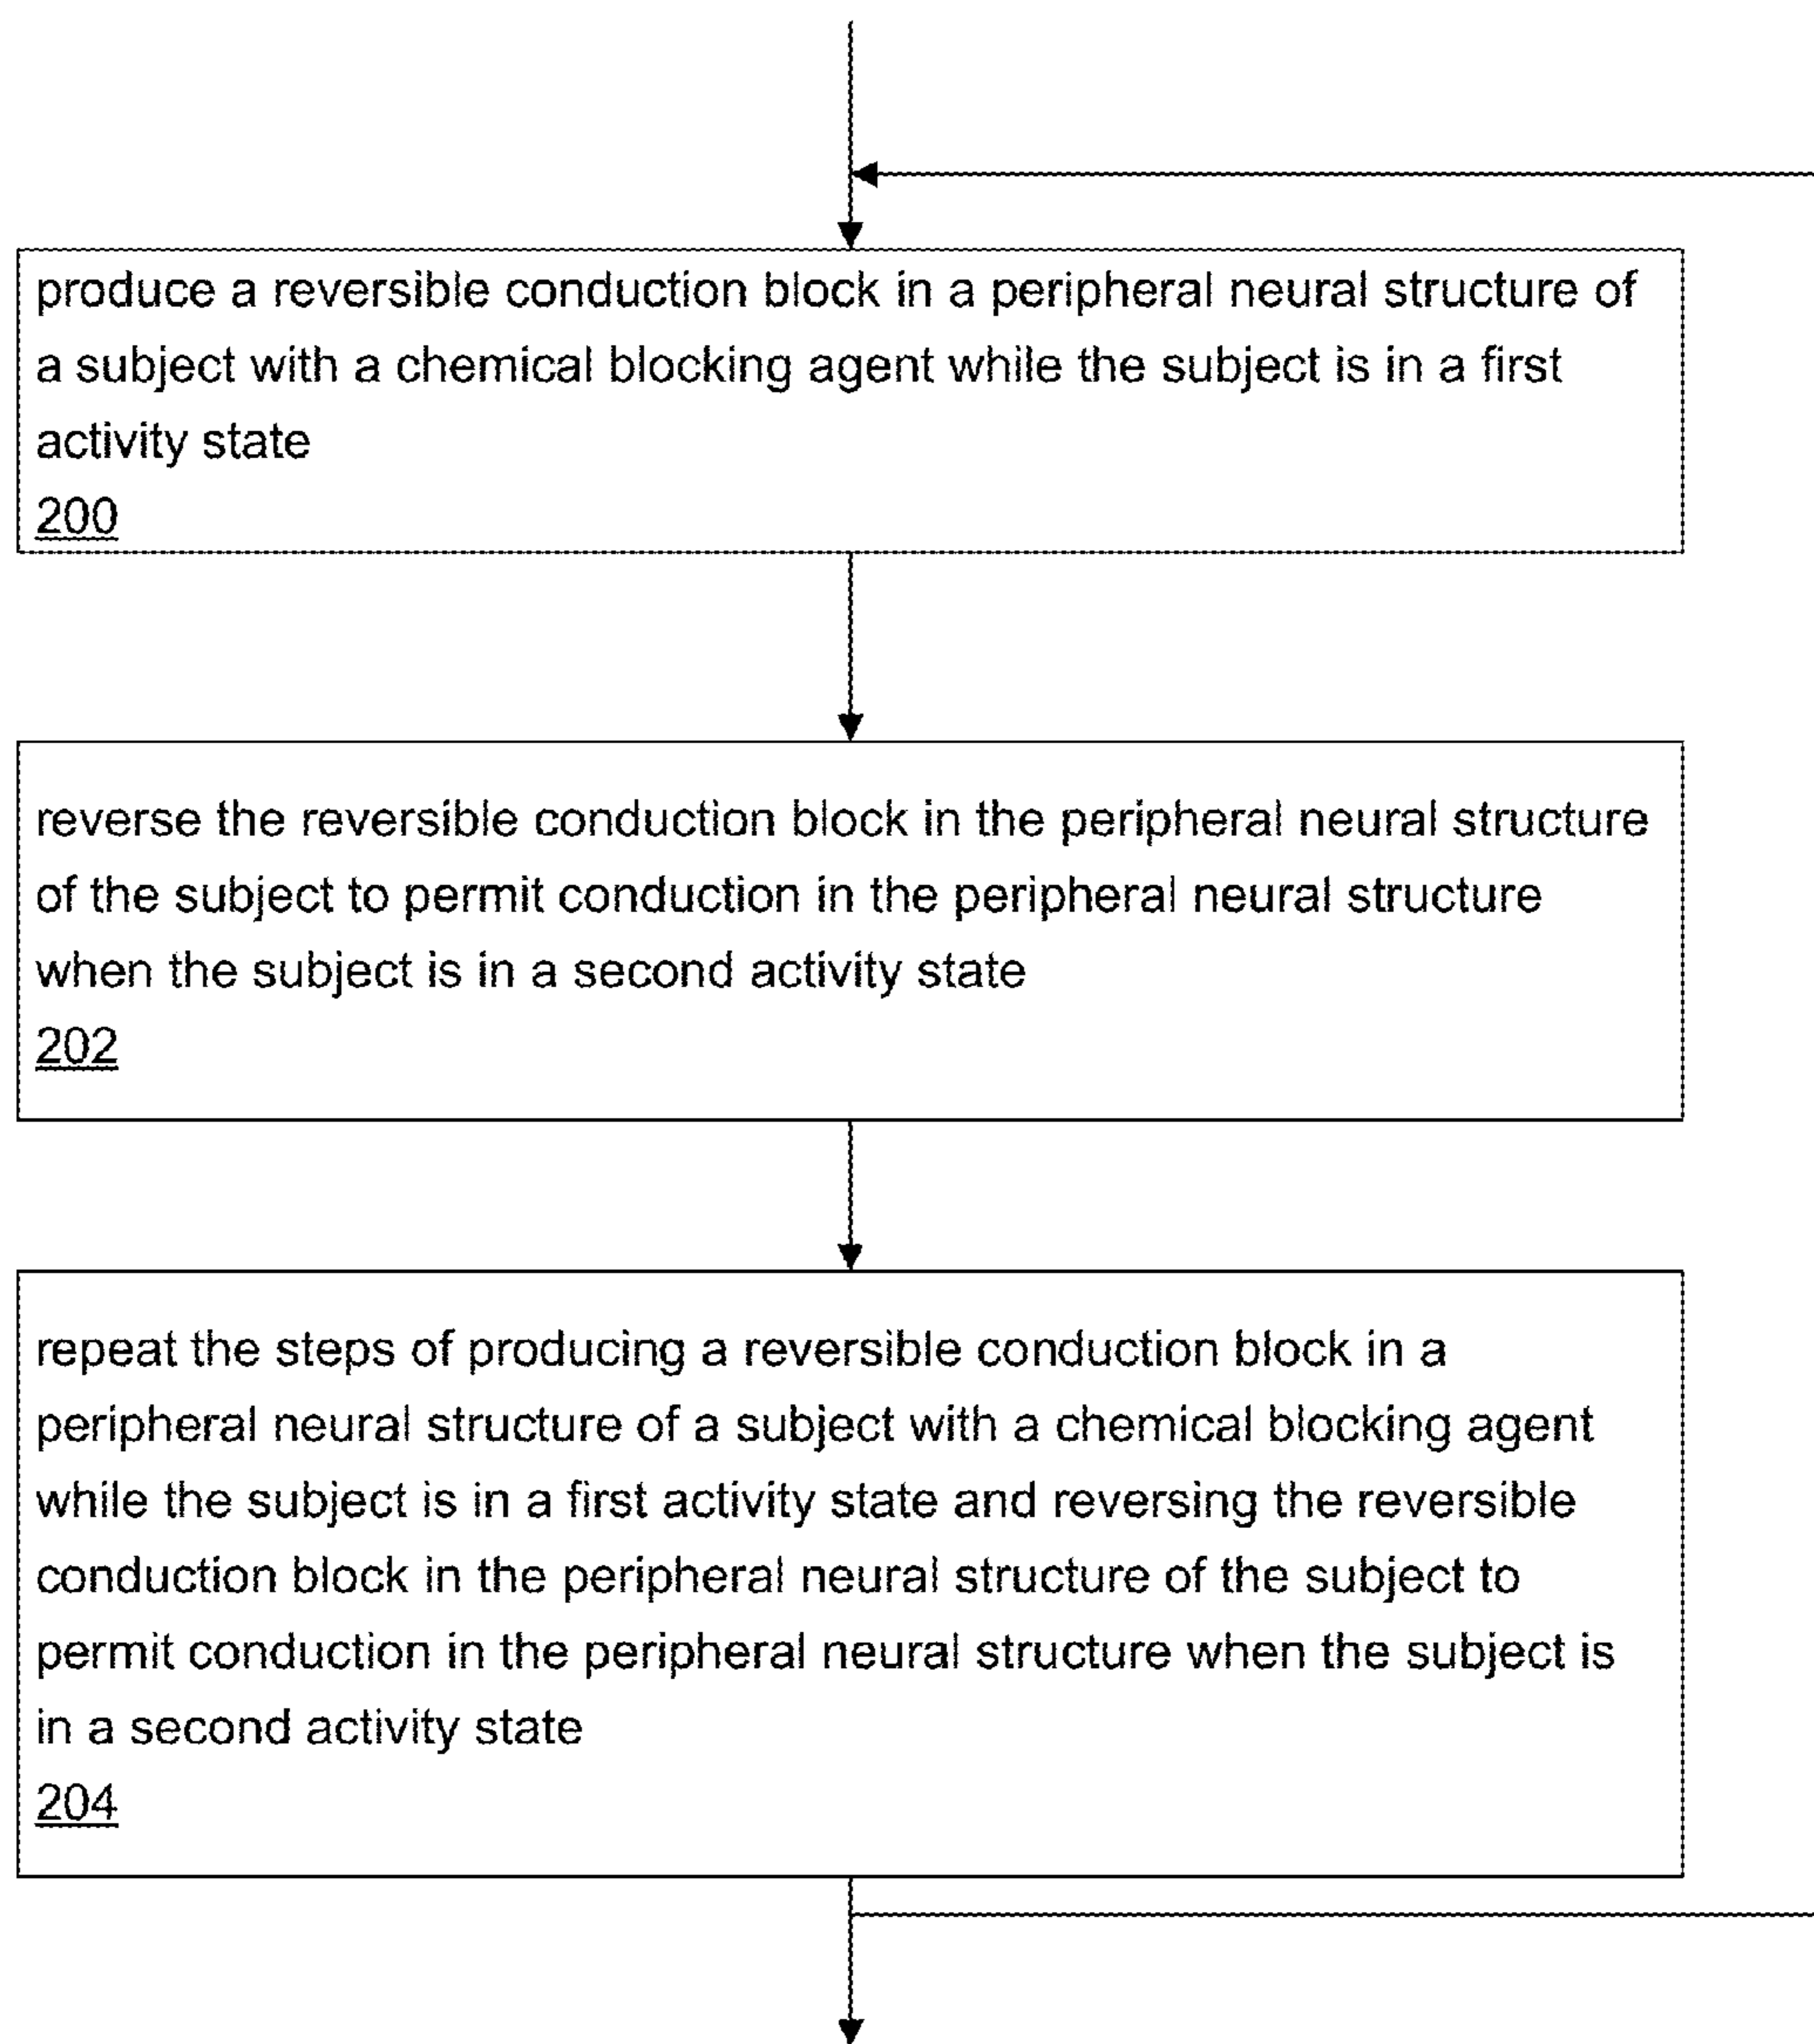 produce a reversible conduction block in a peripheral neural structure of
a subject with a chemical blocking agent while the subject is in a first
activity state
200
reverse the reversible conduction block in the peripheral neural structure
of the subject to permit conduction in the peripheral neural structure
when the subject is in a second activity state
202
repeat the steps of producing a reversible conduction block in a
peripheral neural structure of a subject with a chemical blocking agent
while the subject is in a first activity state and reversing the reversible
conduction block in the peripheral neural structure of the subject to
permit conduction in the peripheral neural structure when the subject is
in a second activity state
204